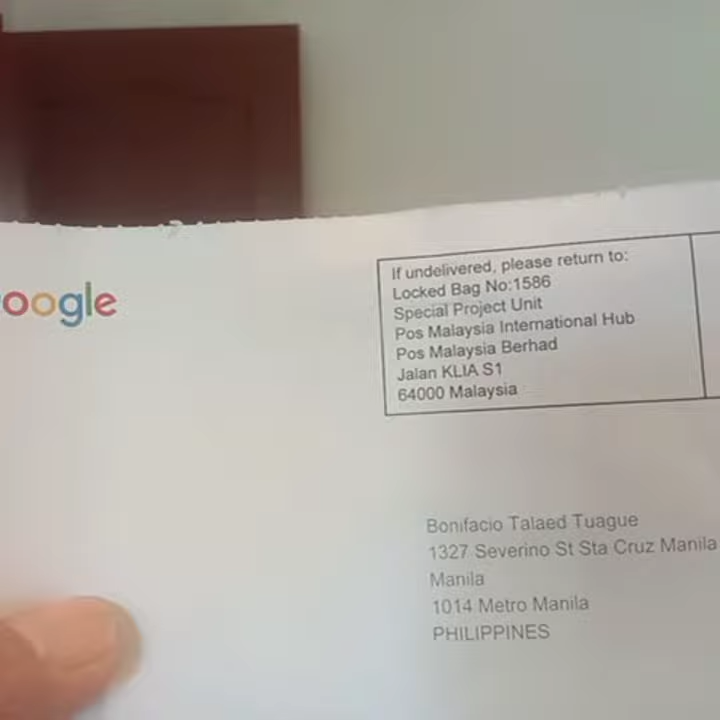 oogle
If undelivered, please return to:
Locked Bag No:1586
Special Project Unit
Pos Malaysia International Hub
Pos Malaysia Berhad
Jalan KLIA S1
64000 Malaysia
Bonifacio Talaed Tuague
1327 Severino St Sta Cruz Manila
Manila
1014 Metro Manila
PHILIPPINES